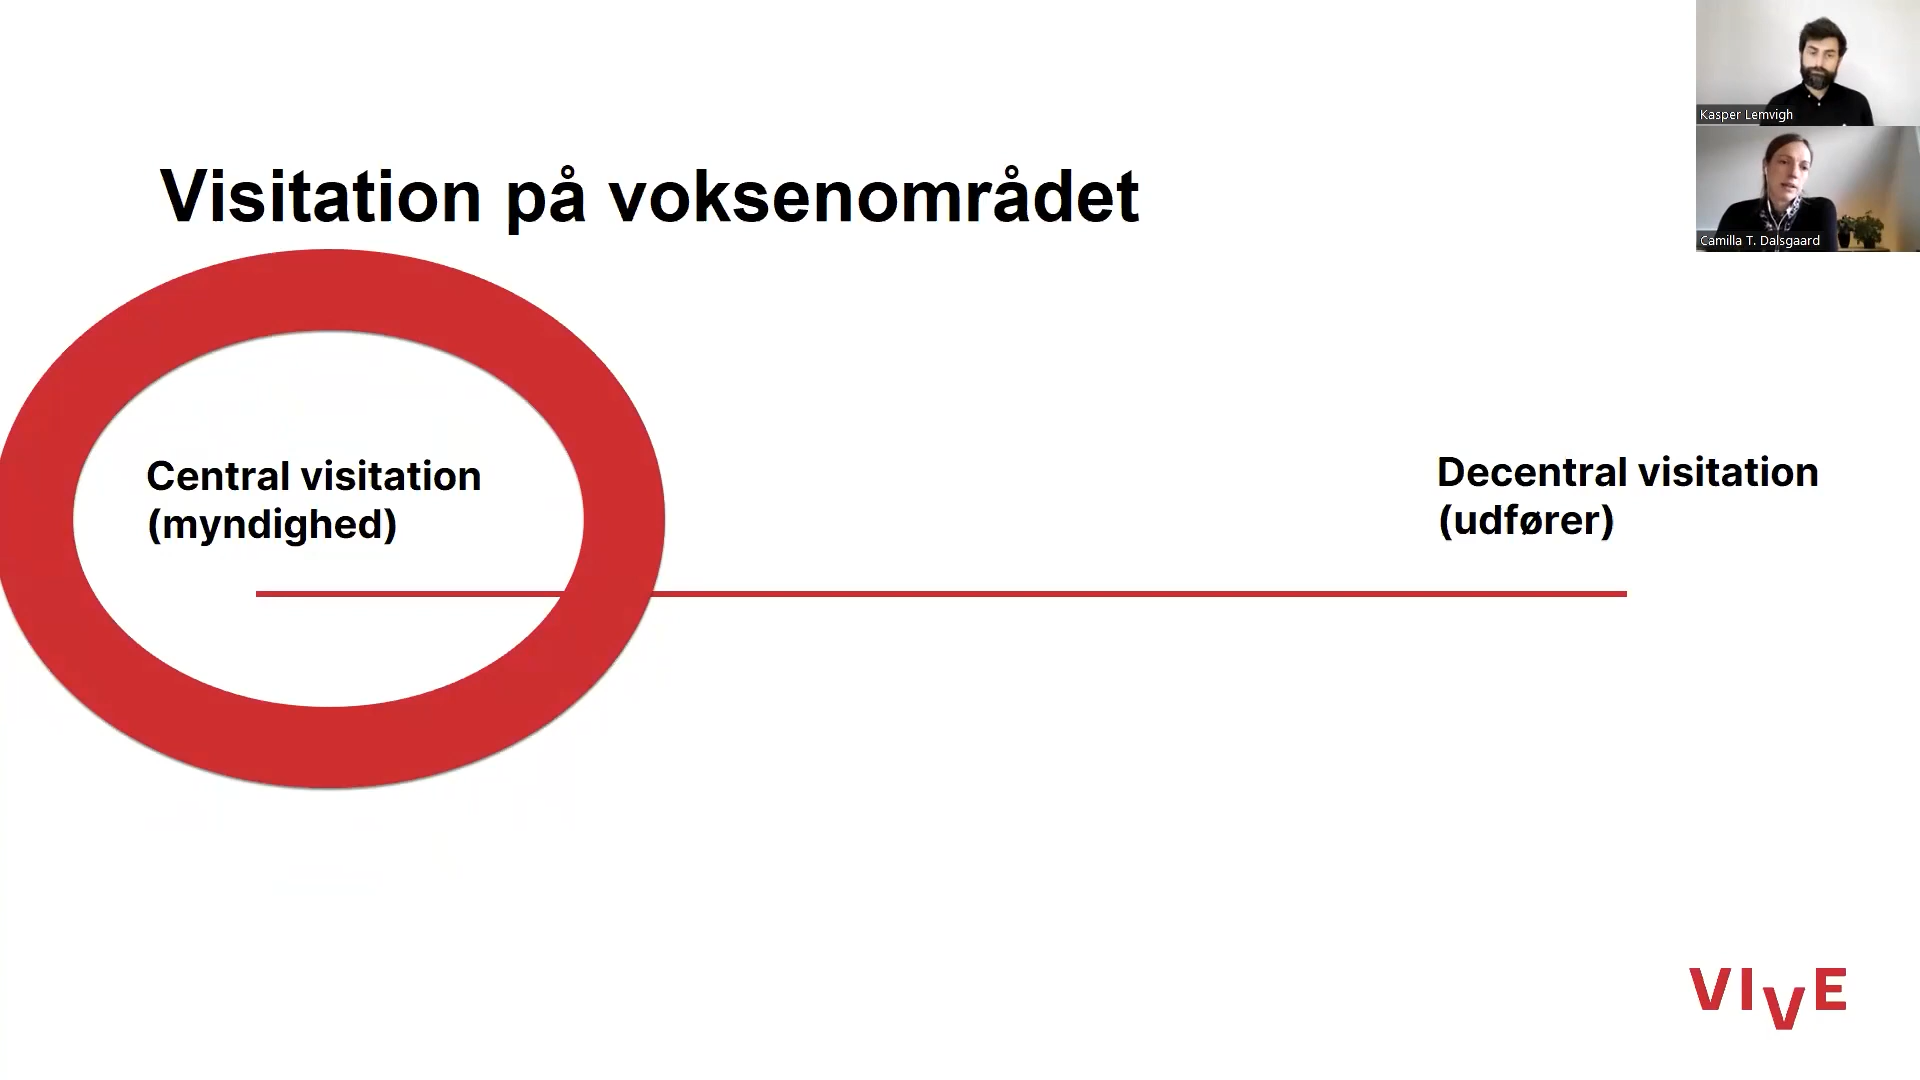 Visitation på voksenområdet
Central visitation
(myndighed)
Decentral visitation
(udfører)
Kasper Lemvigh
Camilla T. Dalsgaard
VIVE